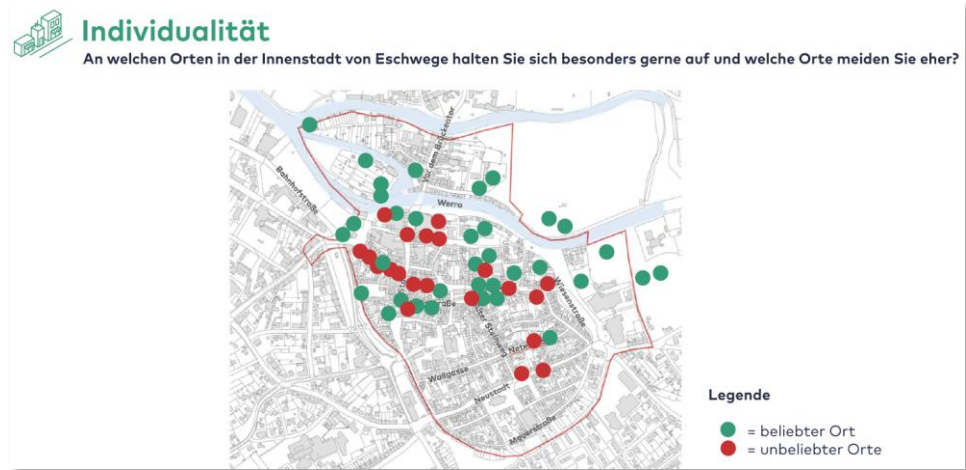 Individualität
An welchen Orten in der Innenstadt von Eschwege halten Sie sich besonders gerne auf und welche Orte meiden Sie eher?
Vor dem Brückentor
Bahnhofstraße
Werra
Wiesenstraße
Wallgasse
Neustadt
Mauerstraße
Legende
= beliebter Ort
= unbeliebter Orte